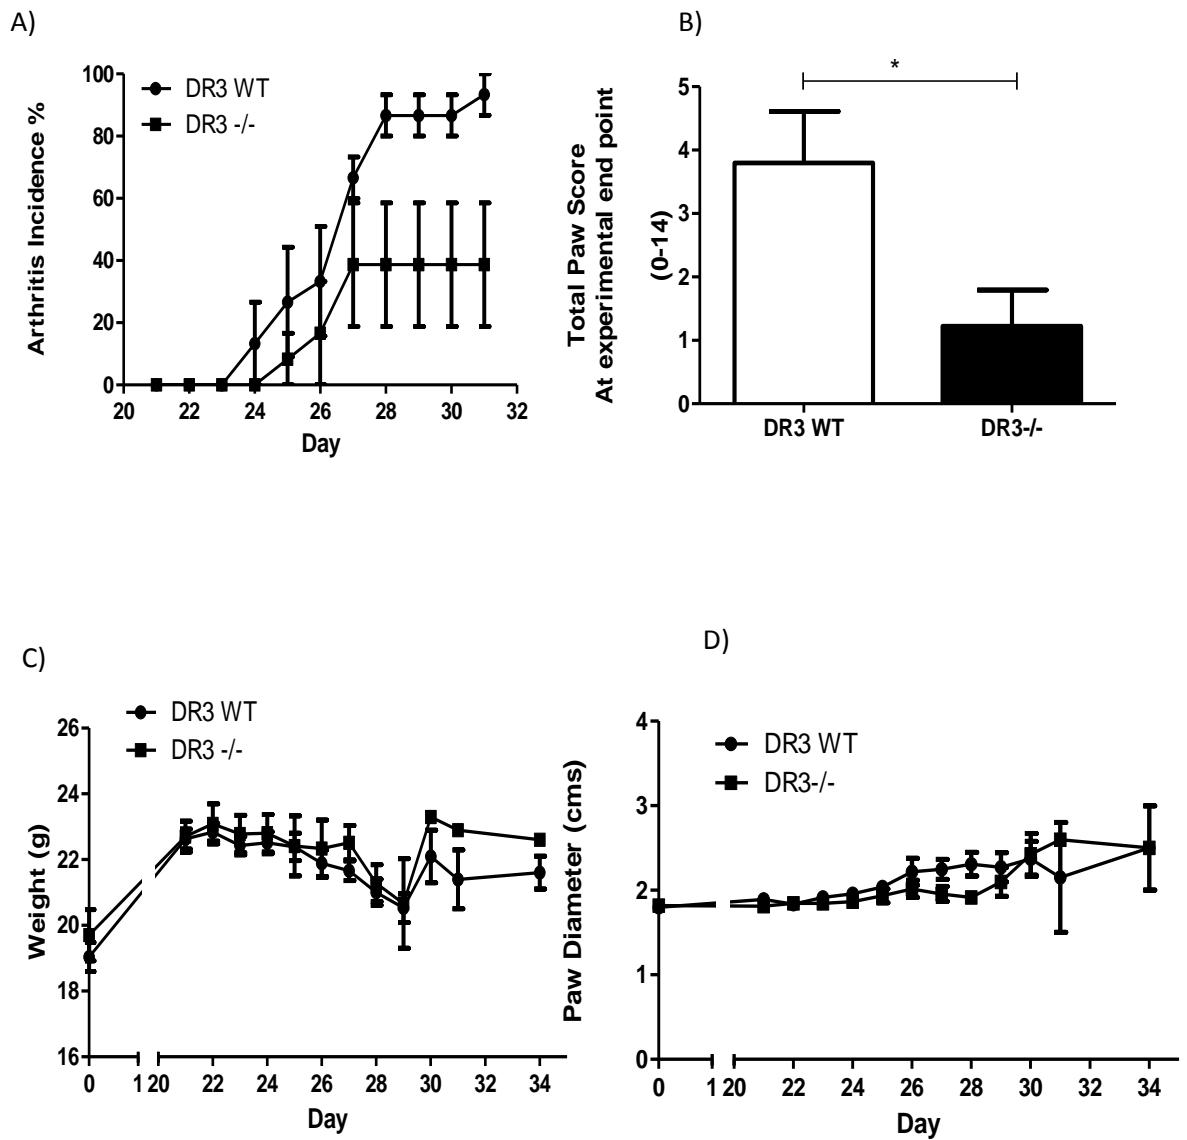 A)
DR3 WT
DR3 -/-
Arthritis Incidence %
100
80
60
40
20
0
20 22 24 26 28 30 32
Day
B)
*
Total Paw Score
At experimental end point
(0-14)
5
4
3
2
1
0
DR3 WT DR3-/-
C)
DR3 WT
DR3 -/-
Weight (g)
26
24
22
20
18
16
0 1 20 22 24 26 28 30 32 34
Day
D)
DR3 WT
DR3-/-
Paw Diameter (cms)
4
3
2
1
0
0 1 20 22 24 26 28 30 32 34
Day